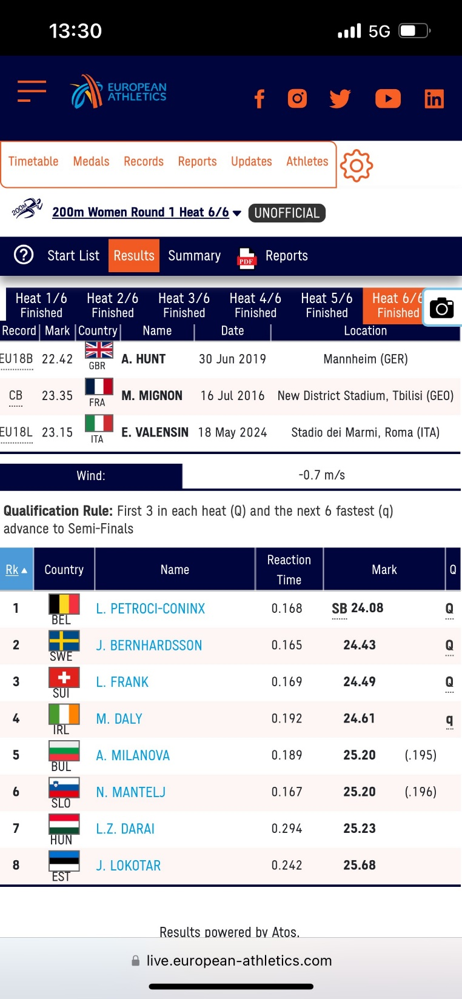 13:30 5G
EUROPEAN
ATHLETICS
Timetable Medals Records Reports Updates Athletes
200M
200m Women Round 1 Heat 6/6 UNOFFICIAL
? Start List Results Summary PDF Reports
Heat 1/6 Heat 2/6 Heat 3/6 Heat 4/6 Heat 5/6 Heat 6/6
Finished Finished Finished Finished Finished Finished
Record Mark Country Name Date Location
EU18B 22.42 GBR A. HUNT 30 Jun 2019 Mannheim (GER)
CB 23.35 FRA M. MIGNON 16 Jul 2016 New District Stadium, Tbilisi (GEO)
EU18L 23.15 ITA E. VALENSIN 18 May 2024 Stadio dei Marmi, Roma (ITA)
Wind: -0.7 m/s
Qualification Rule: First 3 in each heat (Q) and the next 6 fastest (q)
advance to Semi-Finals
Rk Country Name Reaction Time Mark Q
1 BEL L. PETROCI-CONINX 0.168 SB 24.08 Q
2 SWE J. BERNHARDSSON 0.165 24.43 Q
3 SUI L. FRANK 0.169 24.49 Q
4 IRL M. DALY 0.192 24.61 q
5 BUL A. MILANOVA 0.189 25.20 (.195)
6 SLO N. MANTELJ 0.167 25.20 (.196)
7 HUN L.Z. DARAI 0.294 25.23
8 EST J. LOKOTAR 0.242 25.68
Results powered by Atos.
live.european-athletics.com